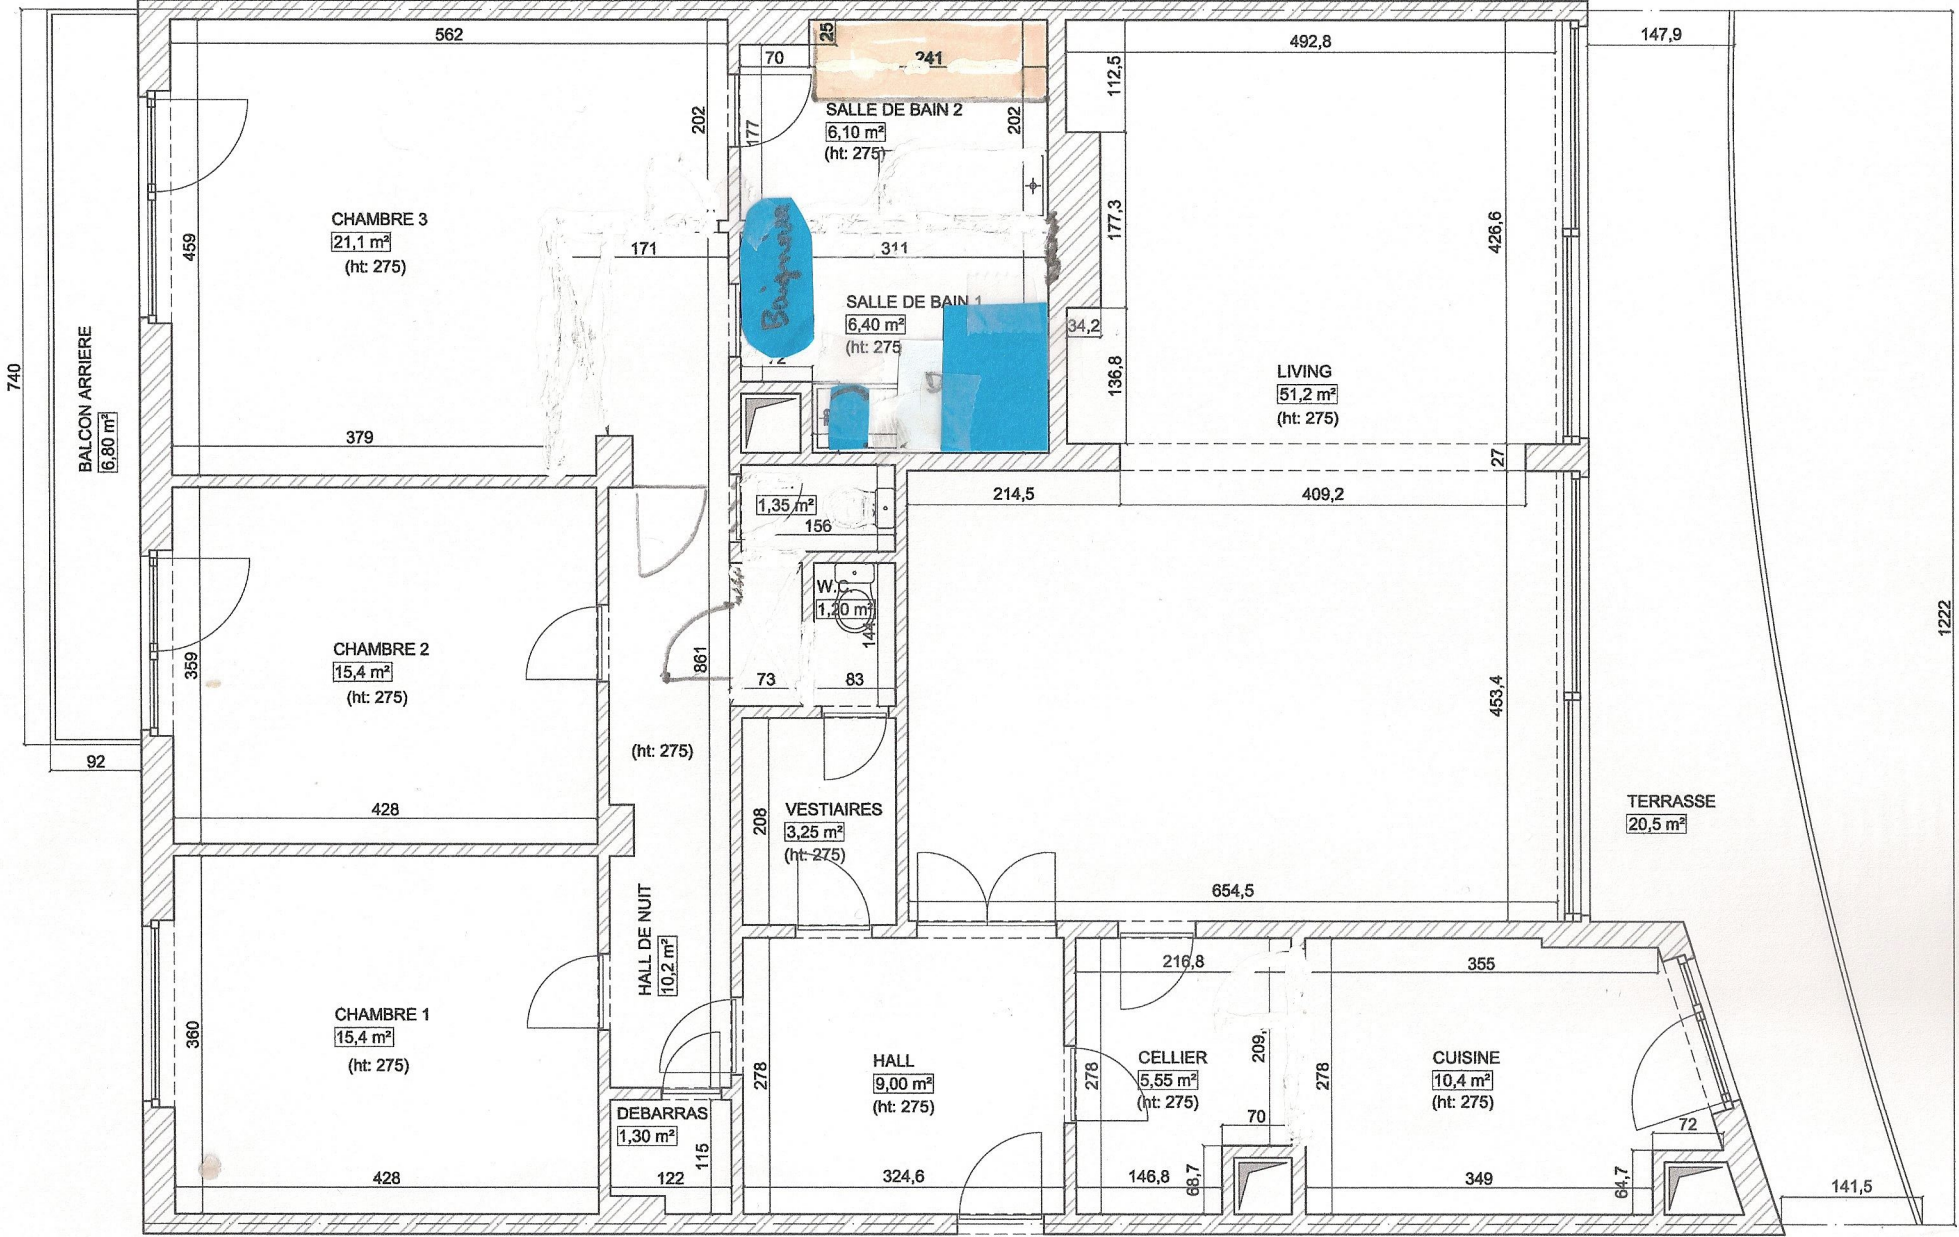 562
25
70
241
492,8
147,9
112,5
202
177
SALLE DE BAIN 2
6,10 m²
(ht: 275)
202
CHAMBRE 3
21,1 m²
(ht: 275)
459
171
311
177,3
426,6
Baignoire
SALLE DE BAIN 1
6,40 m²
(ht: 275
34,2
136,8
LIVING
51,2 m²
(ht: 275)
740
BALCON ARRIERE
6,80 m²
379
27
214,5
409,2
1,35 m²
156
W.C.
1,20 m²
144
1222
CHAMBRE 2
15,4 m²
(ht: 275)
359
861
73
83
453,4
(ht: 275)
92
428
208
VESTIAIRES
3,25 m²
(ht: 275)
TERRASSE
20,5 m²
654,5
HALL DE NUIT
10,2 m²
216,8
355
CHAMBRE 1
15,4 m²
(ht: 275)
360
278
HALL
9,00 m²
(ht: 275)
278
CELLIER
5,55 m²
(ht: 275)
209,
278
CUISINE
10,4 m²
(ht: 275)
DEBARRAS
1,30 m²
115
70
72
428
122
324,6
146,8
68,7
349
64,7
141,5